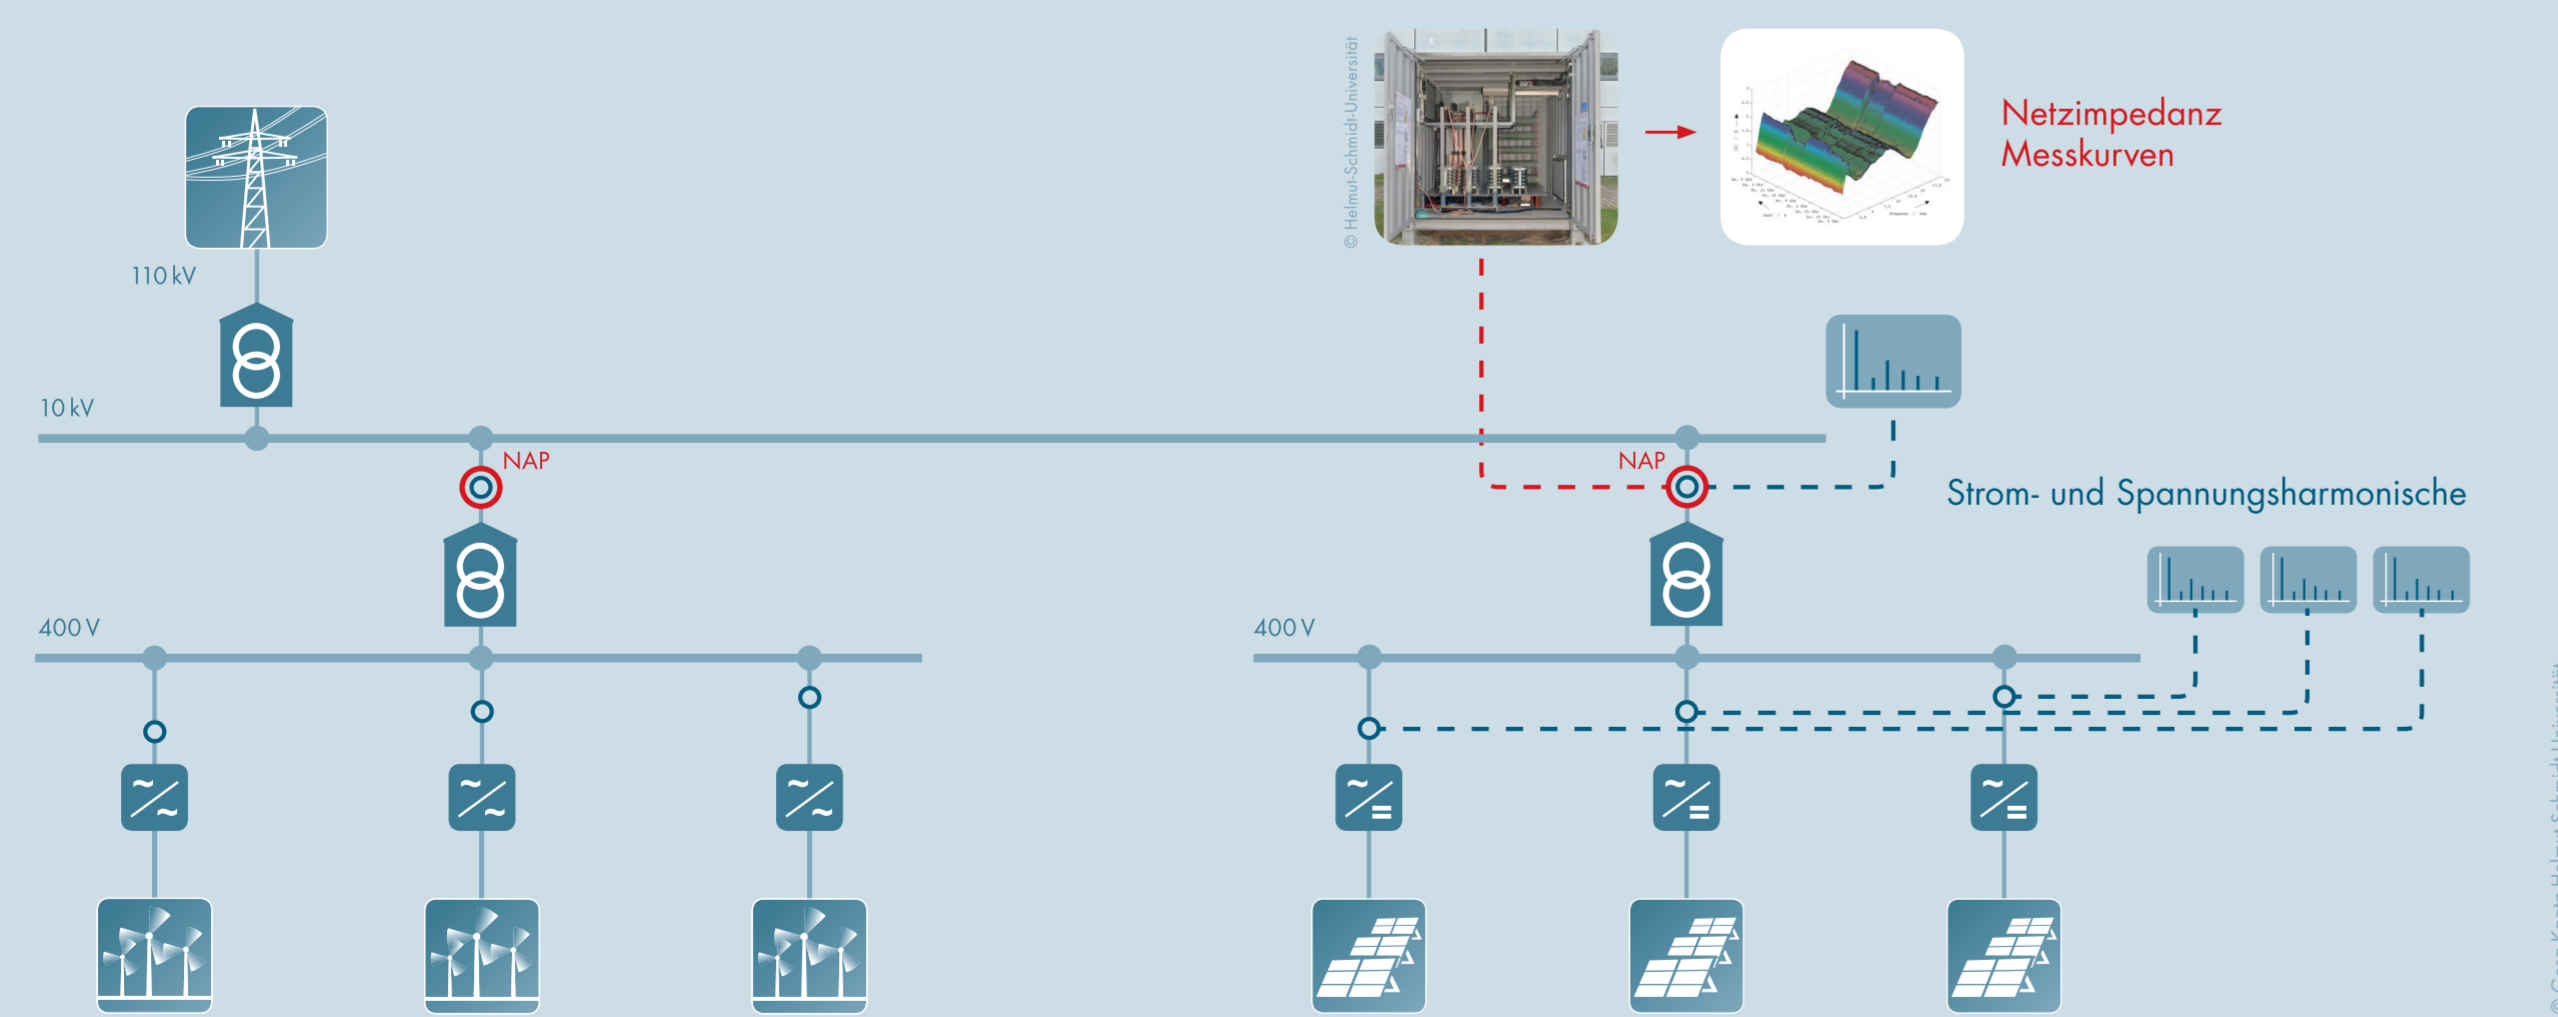 © Helmut-Schmidt-Universität
Netzimpedanz
Messkurven
110 kV
10 kV
NAP
NAP
Strom- und Spannungsharmonische
400 V
400 V